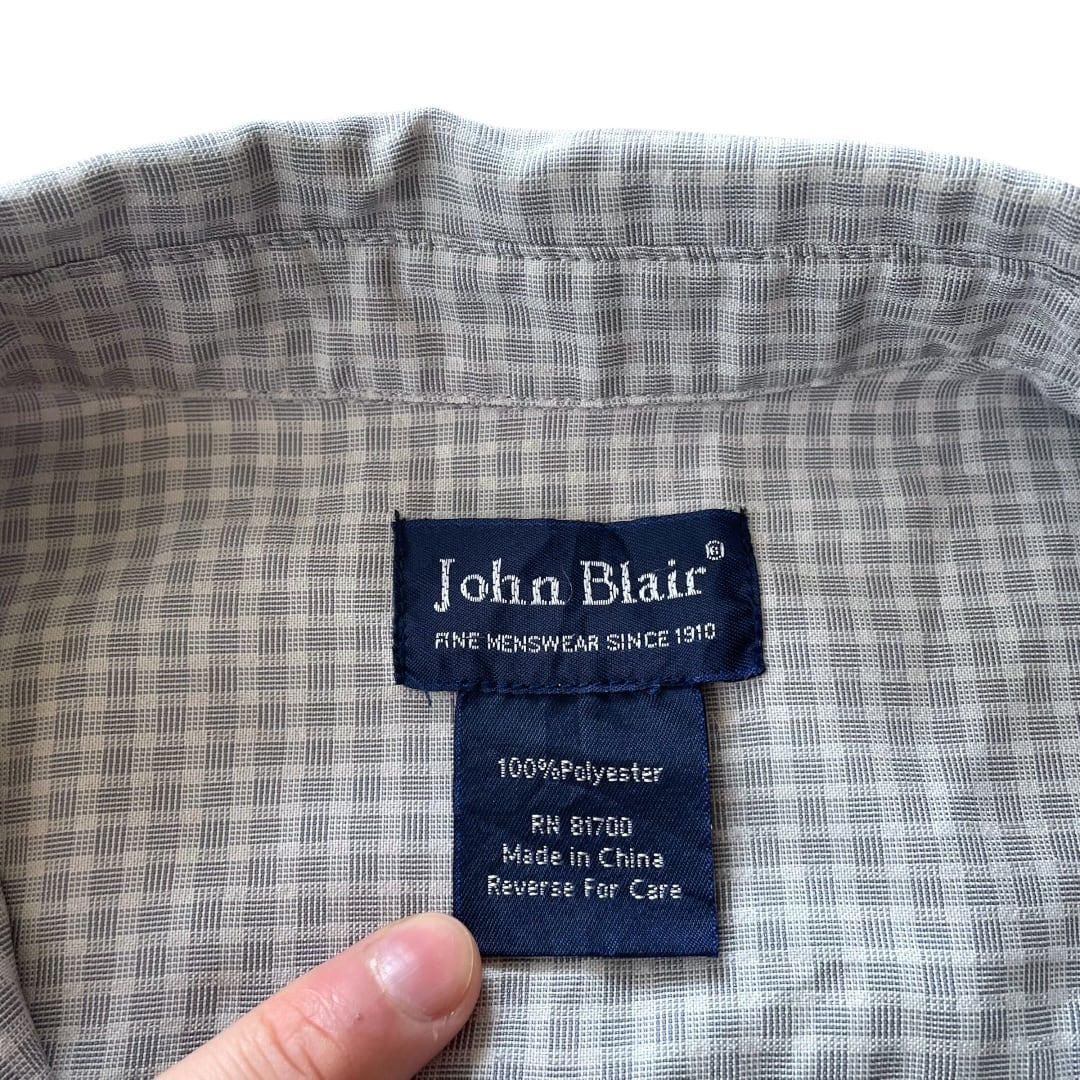 John Blair®
FINE MENSWEAR SINCE 1910
100%Polyester
RN 81700
Made in China
Reverse For Care